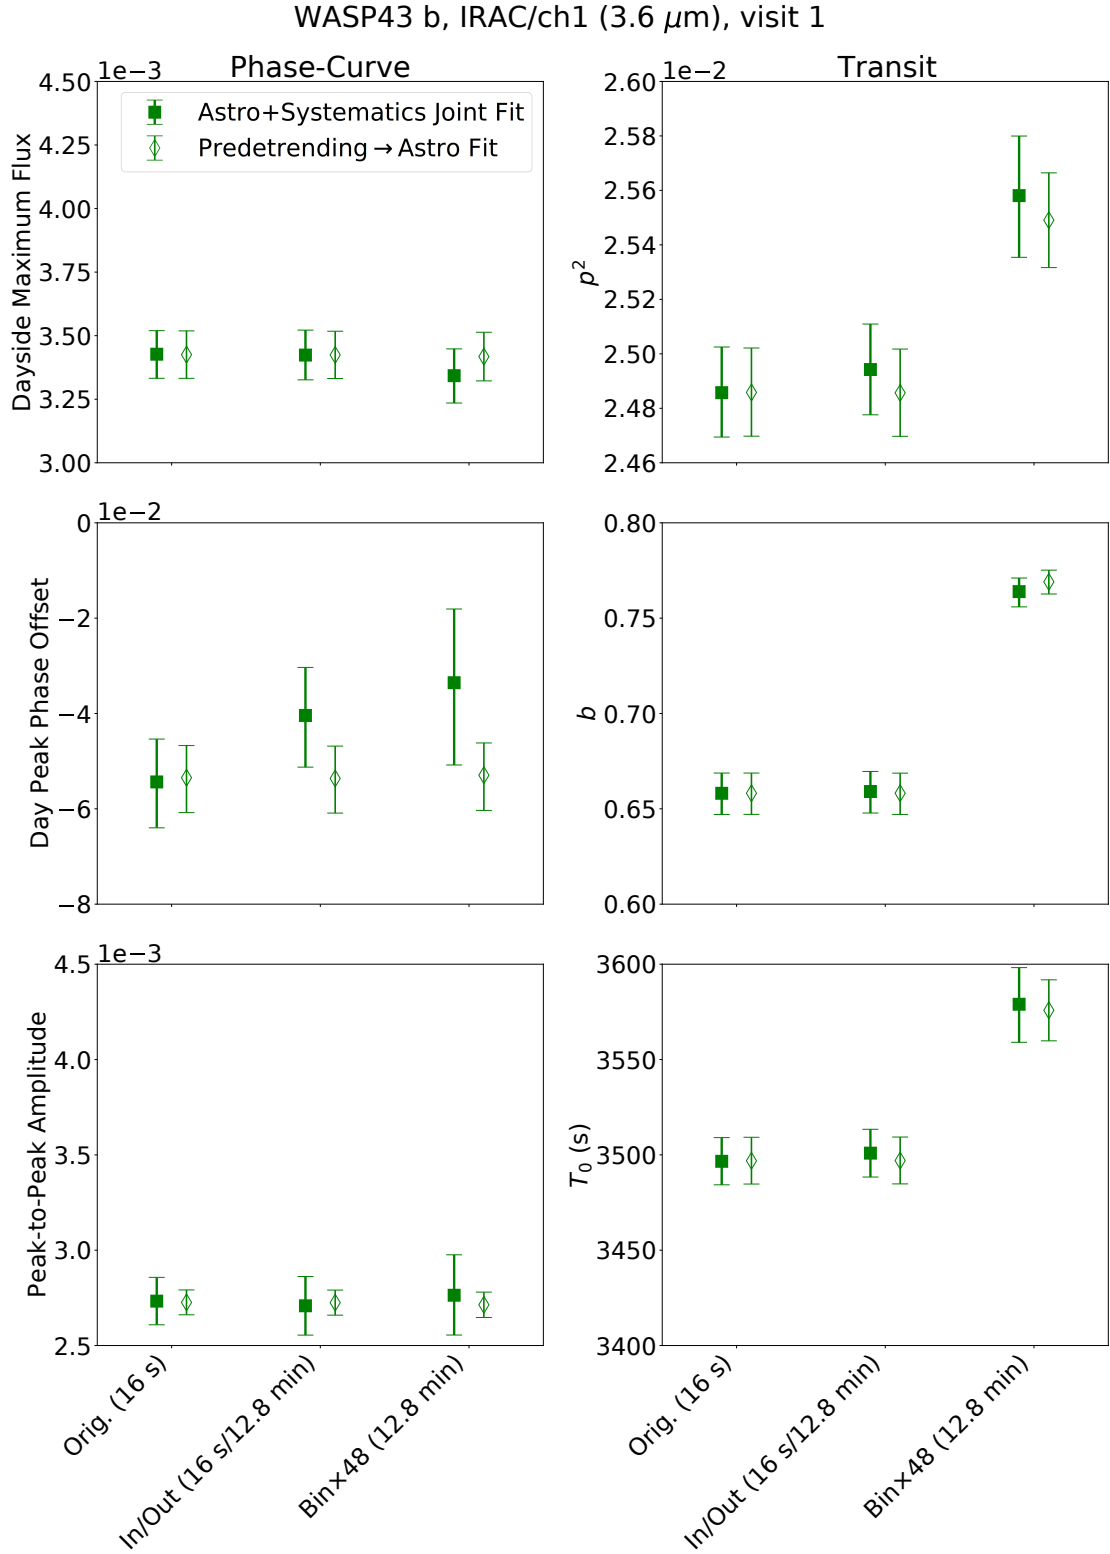 WASP43 b, IRAC/ch1 (3.6 μm), visit 1
Phase-Curve
1e−3
Dayside Maximum Flux
4.50
4.25
4.00
3.75
3.50
3.25
3.00
Astro+Systematics Joint Fit
Predetrending→Astro Fit
Transit
1e−2
p²
2.60
2.58
2.56
2.54
2.52
2.50
2.48
2.46
1e−2
Day Peak Phase Offset
0
−2
−4
−6
−8
b
0.80
0.75
0.70
0.65
0.60
1e−3
Peak-to-Peak Amplitude
4.5
4.0
3.5
3.0
2.5
Orig. (16 s)
In/Out (16 s/12.8 min)
Bin×48 (12.8 min)
T₀ (s)
3600
3550
3500
3450
3400
Orig. (16 s)
In/Out (16 s/12.8 min)
Bin×48 (12.8 min)